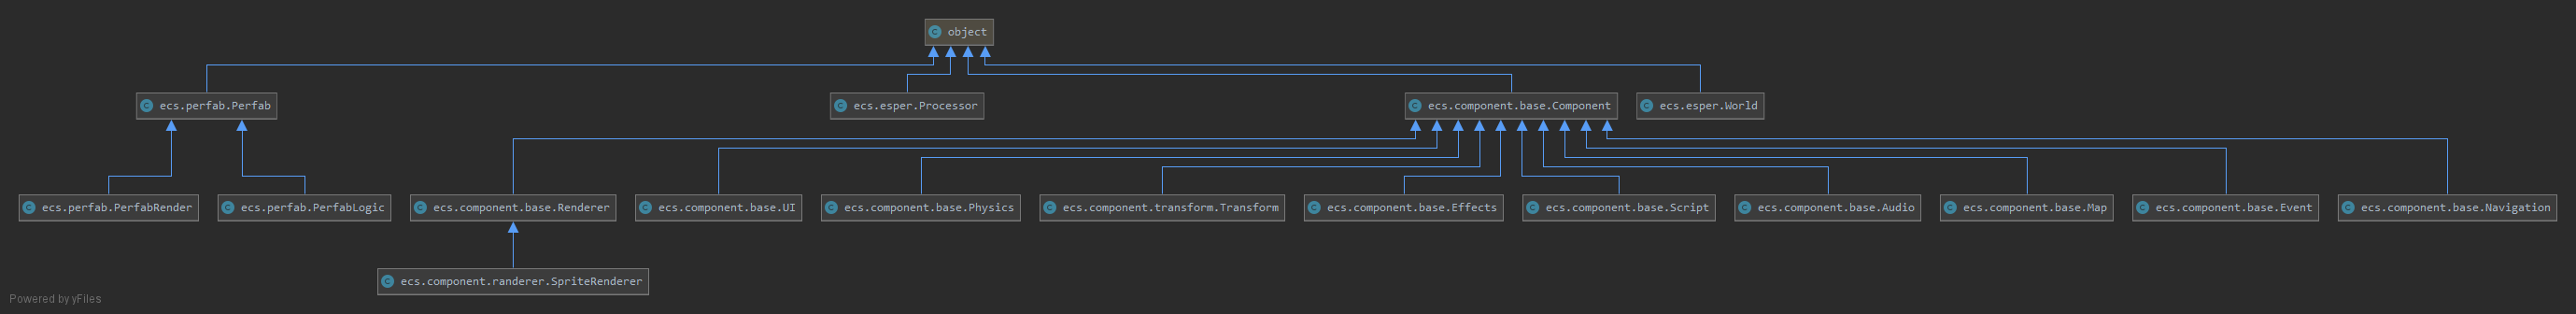 object
ecs.perfab.Perfab
ecs.esper.Processor
ecs.component.base.Component
ecs.esper.World
ecs.perfab.PerfabRender
ecs.perfab.PerfabLogic
ecs.component.base.Renderer
ecs.component.base.UI
ecs.component.base.Physics
ecs.component.transform.Transform
ecs.component.base.Effects
ecs.component.base.Script
ecs.component.base.Audio
ecs.component.base.Map
ecs.component.base.Event
ecs.component.base.Navigation
ecs.component.randerer.SpriteRenderer
Powered by yFiles